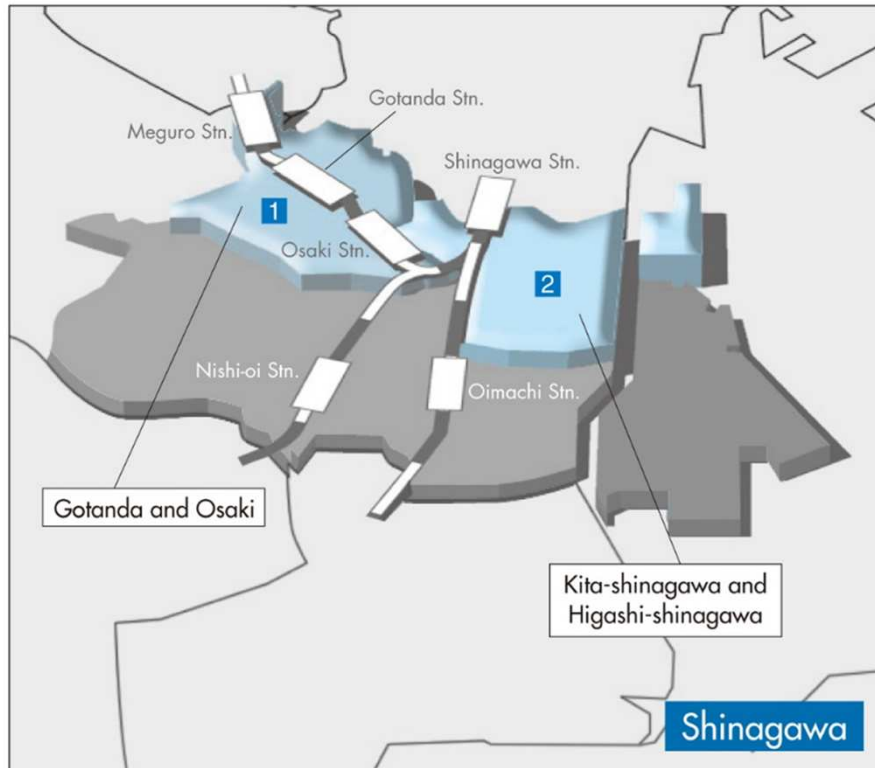 Gotanda Stn.
Meguro Stn.
Shinagawa Stn.
1
Osaki Stn.
2
Nishi-oi Stn.
Oimachi Stn.
Gotanda and Osaki
Kita-shinagawa and
Higashi-shinagawa
Shinagawa